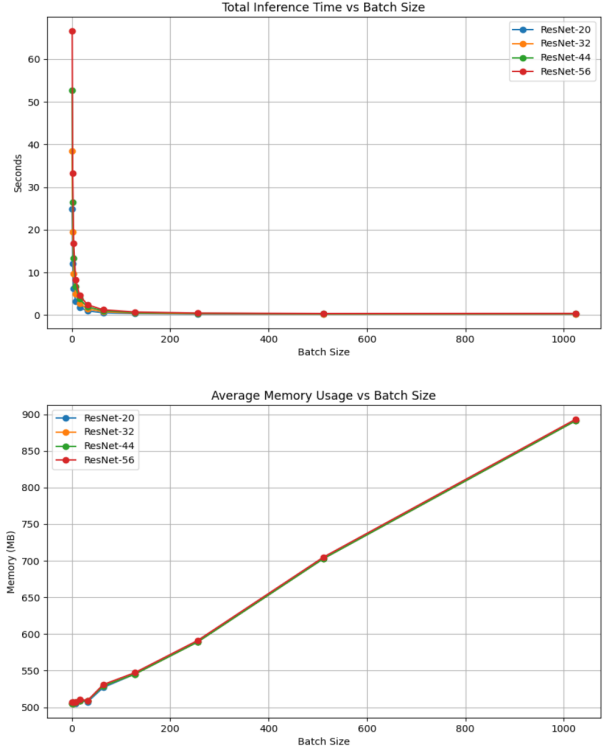 Total Inference Time vs Batch Size
ResNet-20
ResNet-32
ResNet-44
ResNet-56
60
50
40
30
20
10
0
Seconds
0 200 400 600 800 1000
Batch Size
Average Memory Usage vs Batch Size
ResNet-20
ResNet-32
ResNet-44
ResNet-56
900
850
800
750
700
650
600
550
500
Memory (MB)
0 200 400 600 800 1000
Batch Size